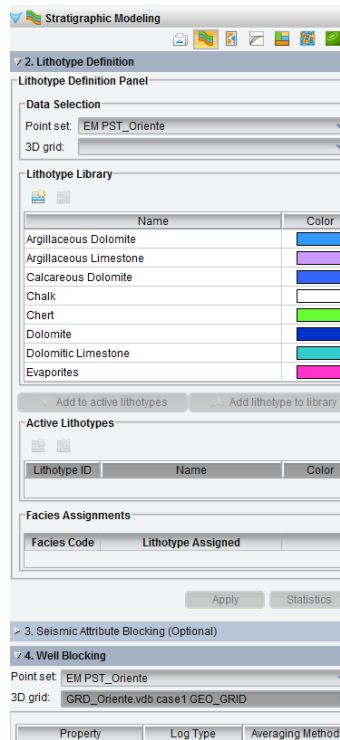 Stratigraphic Modeling
2. Lithotype Definition
Lithotype Definition Panel
Data Selection
Point set: EM PST_Oriente
3D grid:
Lithotype Library
Name Color
Argillaceous Dolomite
Argillaceous Limestone
Calcareous Dolomite
Chalk
Chert
Dolomite
Dolomitic Limestone
Evaporites
Add to active lithotypes Add lithotype to library
Active Lithotypes
Lithotype ID Name Color
Facies Assignments
Facies Code Lithotype Assigned
Apply Statistics
3. Seismic Attribute Blocking (Optional)
4. Well Blocking
Point set: EM PST_Oriente
3D grid: GRD_Oriente.vdb case1 GEO_GRID
Property Log Type Averaging Method